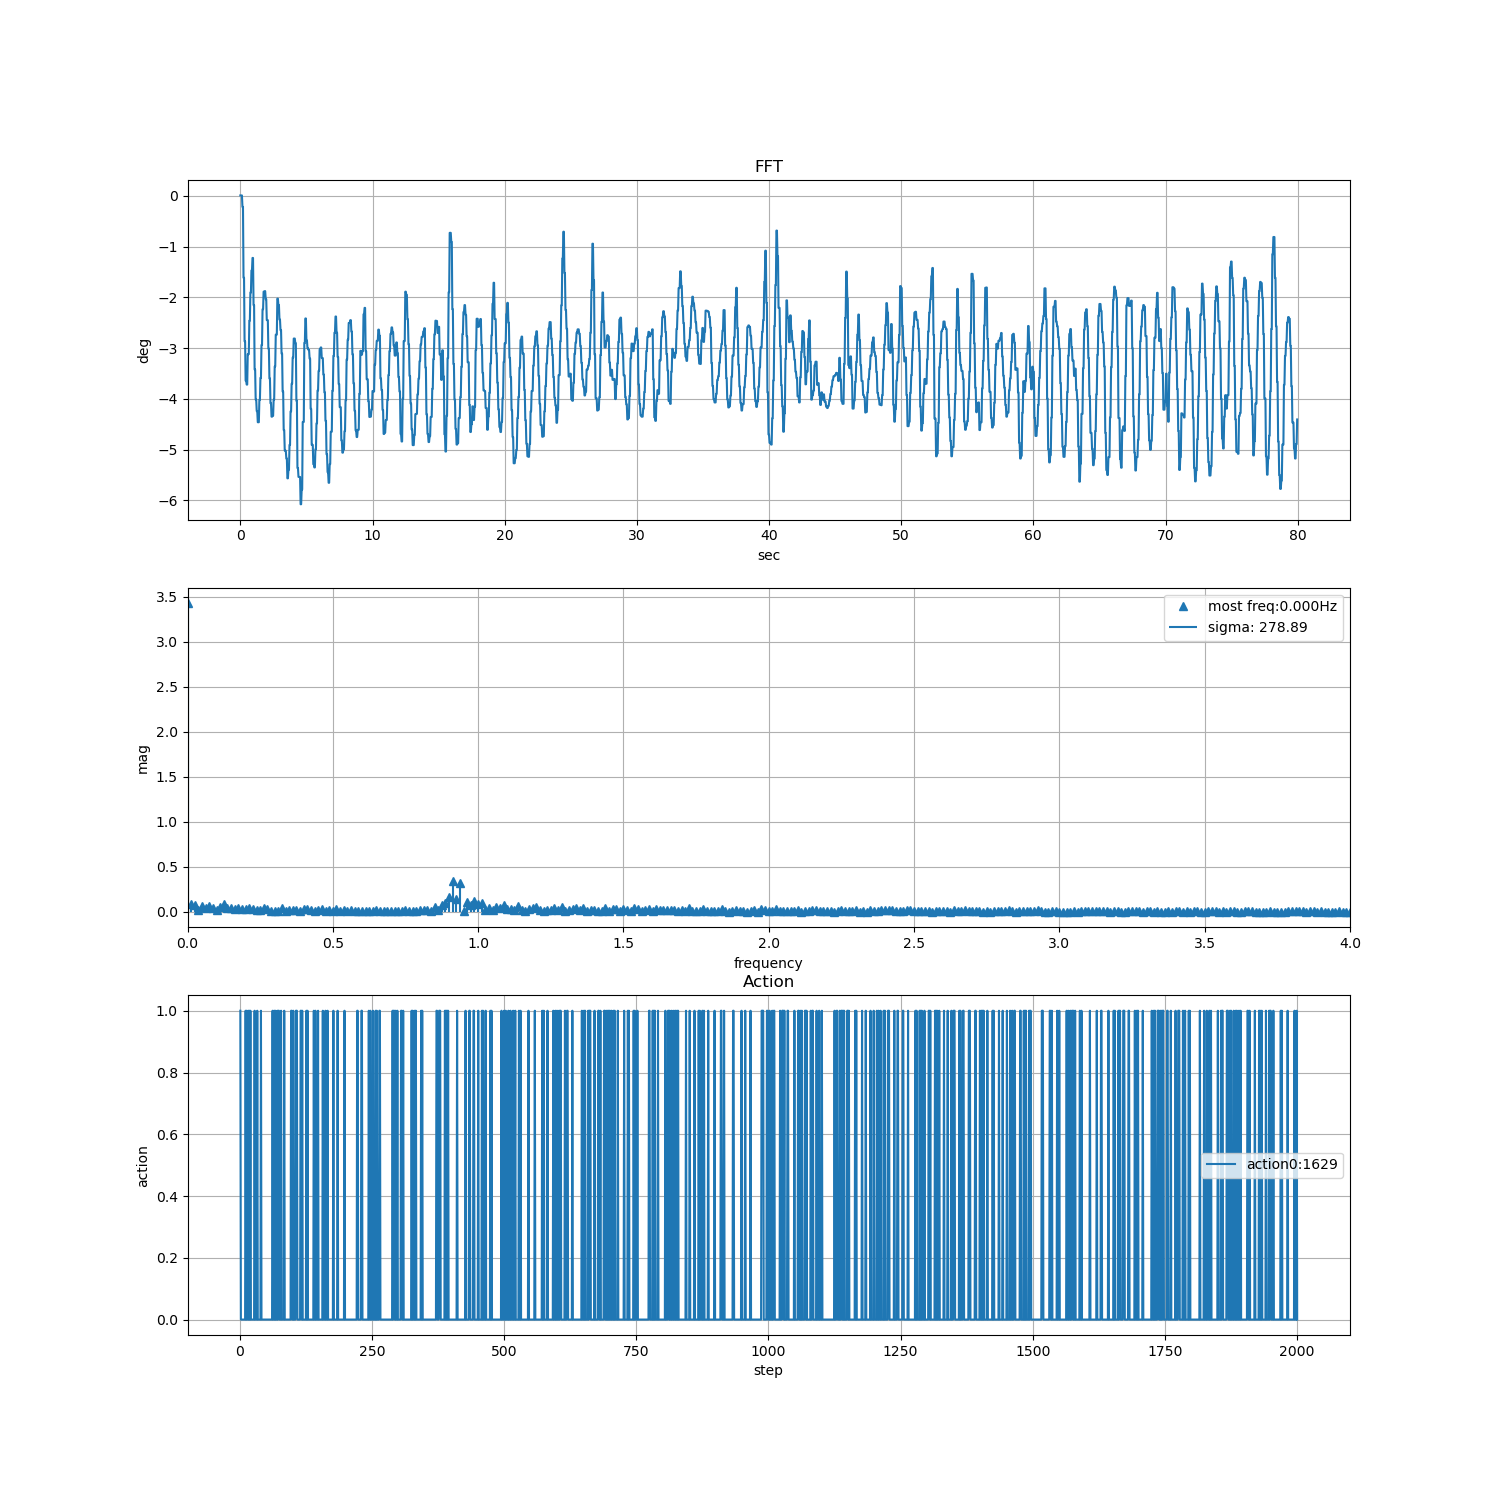 FFT
0
−1
−2
−3
−4
−5
−6
deg
0 10 20 30 40 50 60 70 80
sec
3.5
3.0
2.5
2.0
1.5
1.0
0.5
0.0
mag
most freq:0.000Hz
sigma: 278.89
0.0 0.5 1.0 1.5 2.0 2.5 3.0 3.5 4.0
frequency
Action
1.0
0.8
0.6
0.4
0.2
0.0
action
action0:1629
0 250 500 750 1000 1250 1500 1750 2000
step